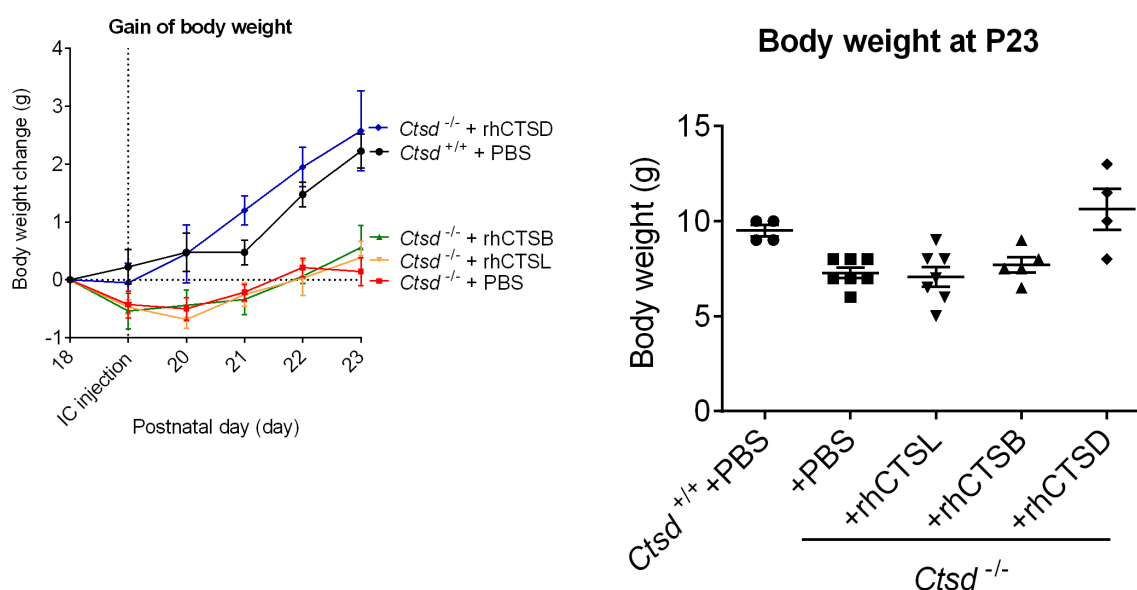 Gain of body weight
4
3
2
1
0
-1
Body weight change (g)
18
IC injection
20
21
22
23
Postnatal day (day)
Ctsd -/- + rhCTSD
Ctsd +/+ + PBS
Ctsd -/- + rhCTSB
Ctsd -/- + rhCTSL
Ctsd -/- + PBS
Body weight at P23
15
10
5
0
Body weight (g)
Ctsd +/+ +PBS
+PBS
+rhCTSL
+rhCTSB
+rhCTSD
Ctsd -/-